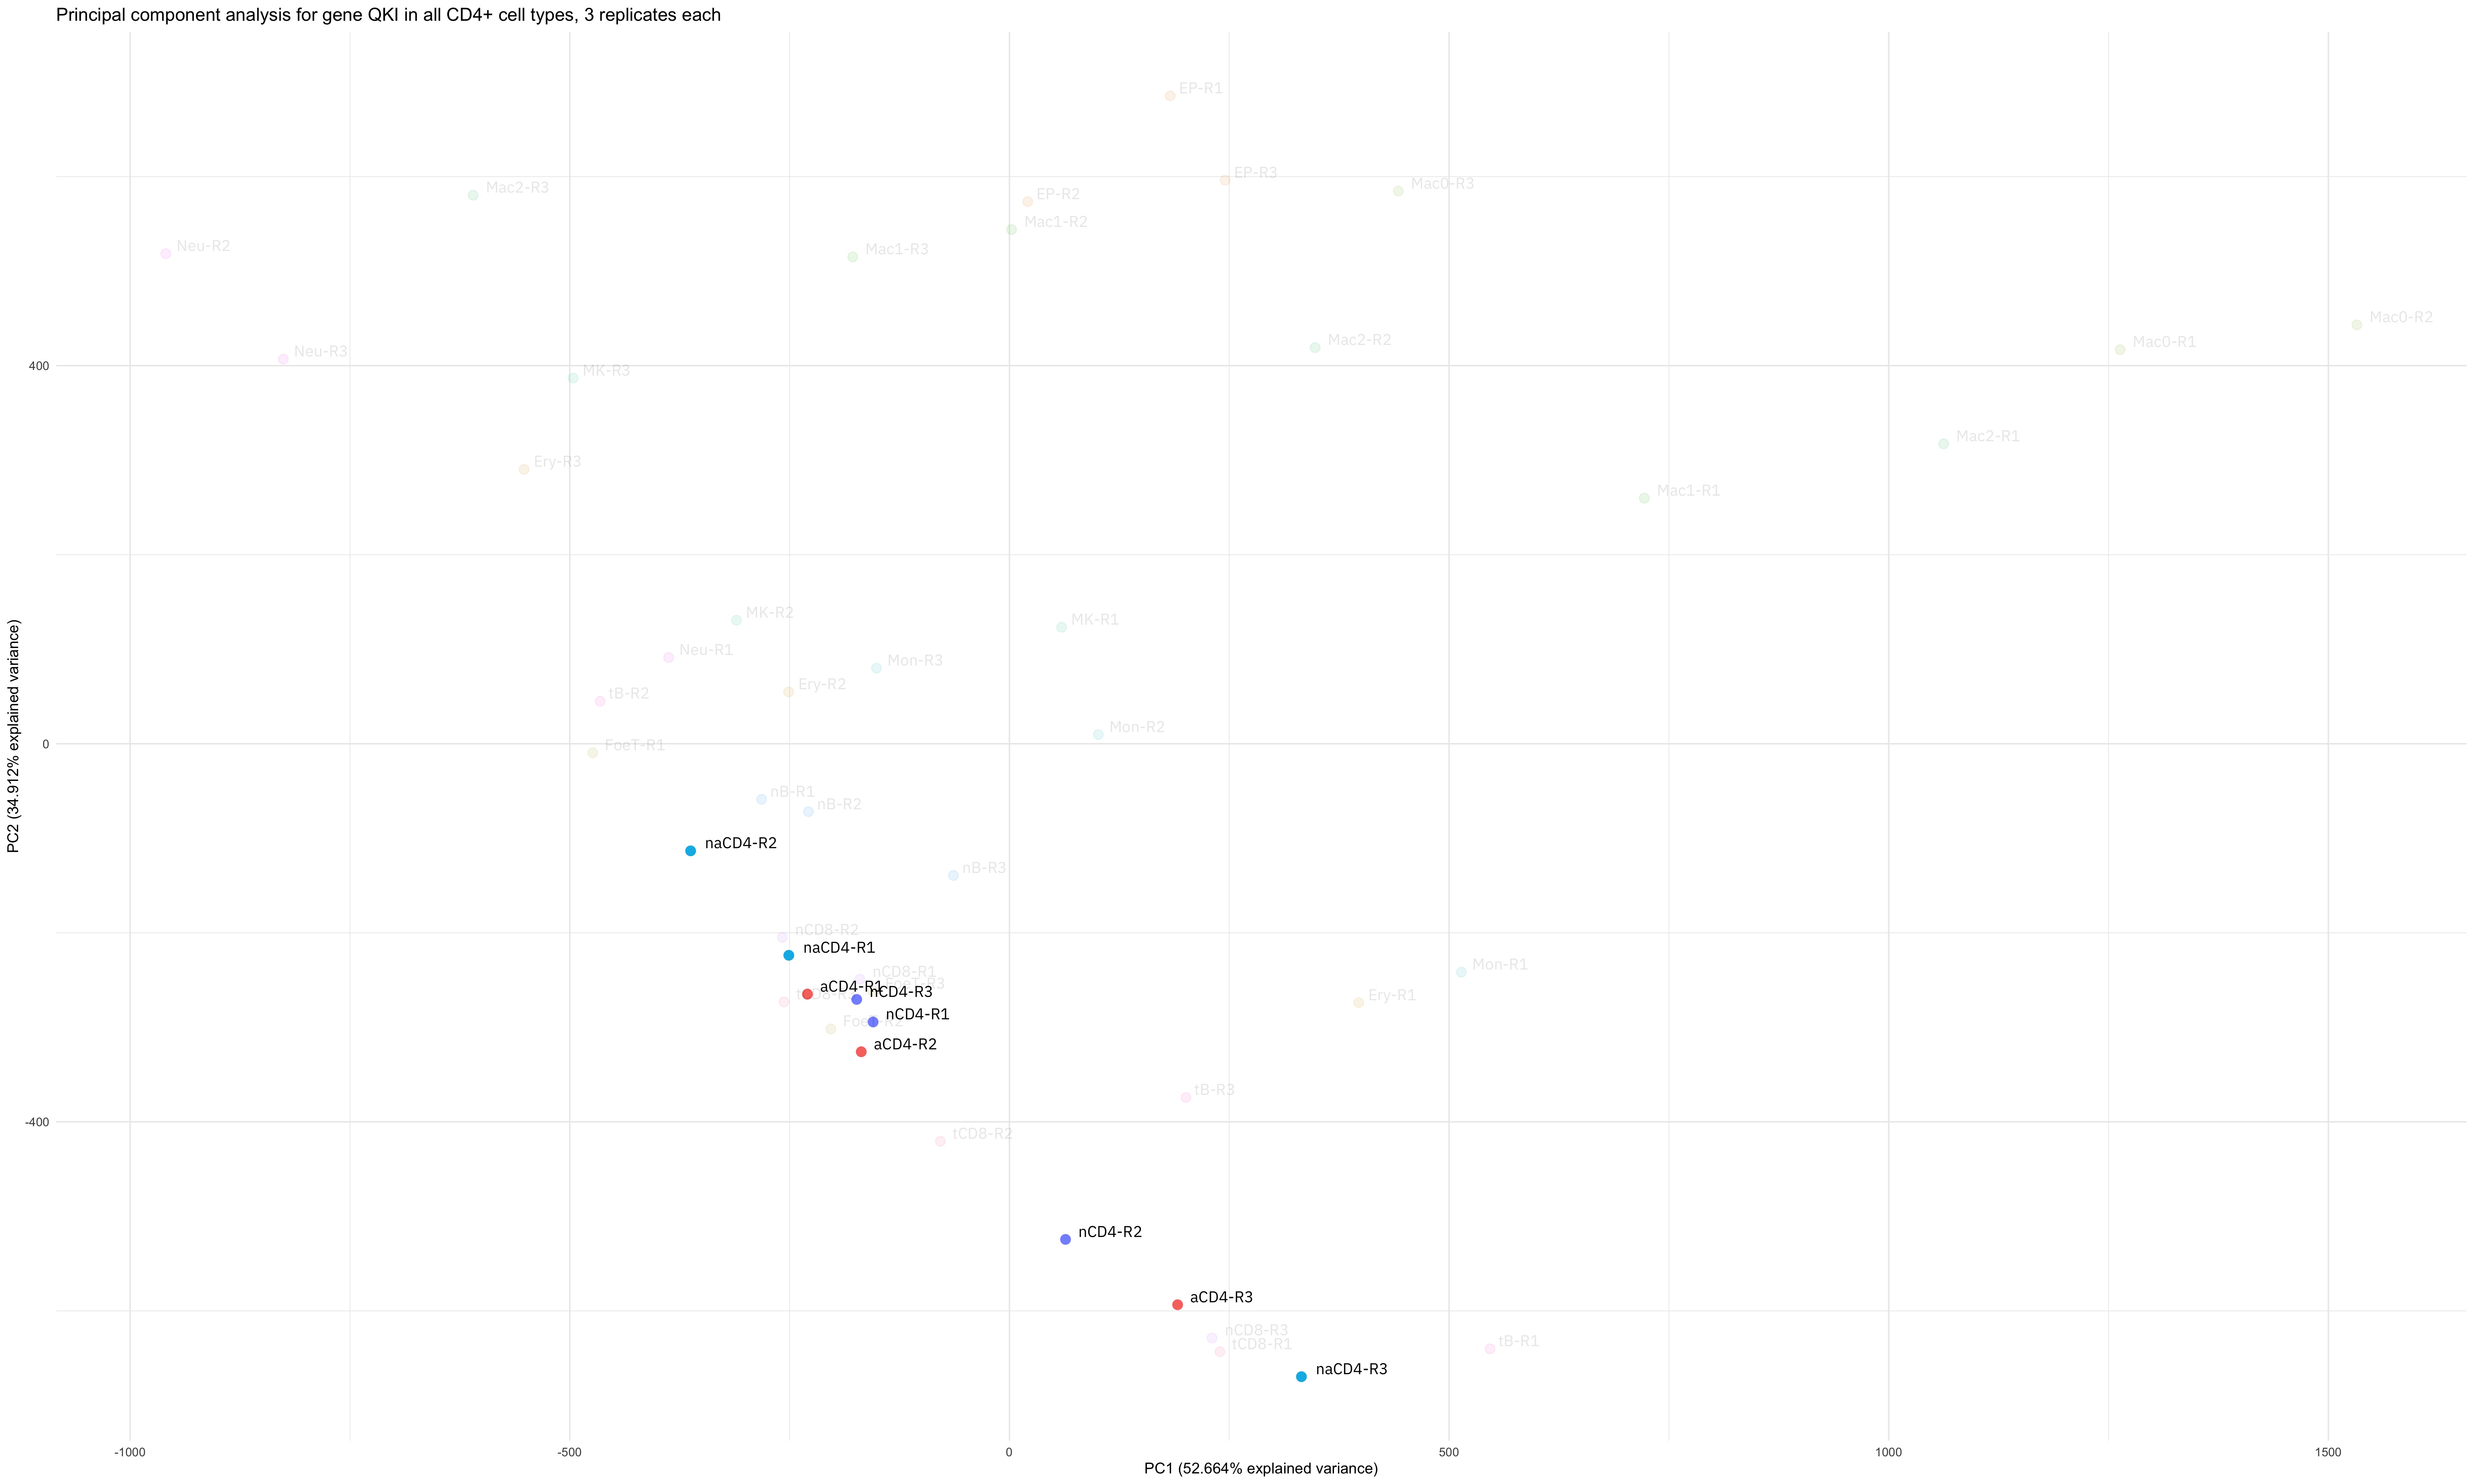 Principal component analysis for gene QKI in all CD4+ cell types, 3 replicates each
EP-R1
EP-R3
Mac0-R3
Mac2-R3
EP-R2
Mac1-R2
Neu-R2
Mac1-R3
Mac0-R2
Mac2-R2
Mac0-R1
Neu-R3
400
MK-R3
Mac2-R1
Ery-R3
Mac1-R1
MK-R2
MK-R1
Neu-R1
Mon-R3
Ery-R2
tB-R2
Mon-R2
0
FoeT-R1
nB-R1
nB-R2
naCD4-R2
nB-R3
nCD8-R2
naCD4-R1
nCD8-R1
Mon-R1
aCD4-R1
nCD4-R3
Ery-R1
nCD4-R1
FoeT-R2
aCD4-R2
tB-R3
-400
tCD8-R2
nCD4-R2
aCD4-R3
nCD8-R3
tCD8-R1
tB-R1
naCD4-R3
-1000
-500
0
500
1000
1500
PC1 (52.664% explained variance)
PC2 (34.912% explained variance)